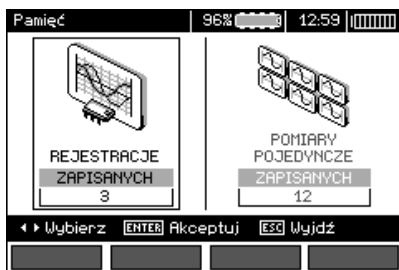 Pamięć 96% 12:59
REJESTRACJE
ZAPISANYCH
3
POMIARY
POJEDYNCZE
ZAPISANYCH
12
Wybierz ENTER Akceptuj ESC Wyjdź